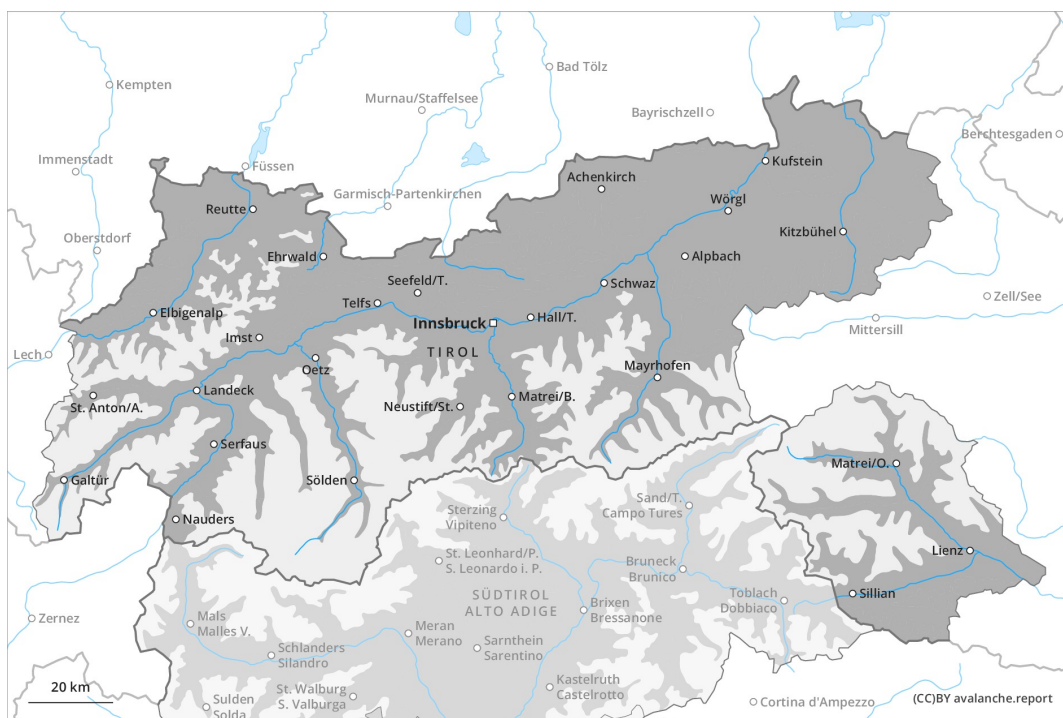 Kempten
Bad Tölz
Murnau/Staffelsee
Bayrischzell
Berchtesgaden
Immenstadt
Füssen
Kufstein
Achenkirch
Garmisch-Partenkirchen
Reutte
Wörgl
Oberstdorf
Kitzbühel
Ehrwald
Alpbach
Seefeld/T.
Schwaz
Zell/See
Telfs
Elbigenalp
Innsbruck
Hall/T.
Mittersill
Imst
Lech
TIROL
Oetz
Mayrhofen
Landeck
St. Anton/A.
Neustift/St.
Matrei/B.
Serfaus
Matrei/O.
Galtür
Sölden
Sand/T.
Campo Tures
Sterzing
Vipiteno
Nauders
St. Leonhard/P.
S. Leonardo i. P.
Lienz
Bruneck
Brunico
SÜDTIROL
ALTO ADIGE
Toblach
Dobbiaco
Sillian
Brixen
Bressanone
Zernez
Mals
Malles V.
Meran
Merano
Sarnthein
Sarentino
Schlanders
Silandro
20 km
St. Walburg
S. Valburga
Kastelruth
Castelrotto
Sulden
Solda
Cortina d'Ampezzo
(CC)BY avalanche.report